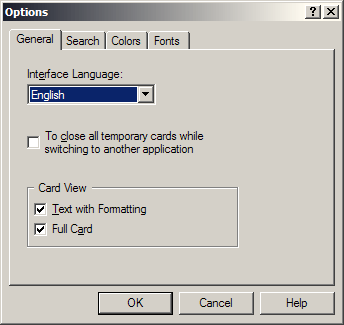 Options
General Search Colors Fonts
Interface Language:
English
To close all temporary cards while
switching to another application
Card View
Text with Formatting
Full Card
OK Cancel Help